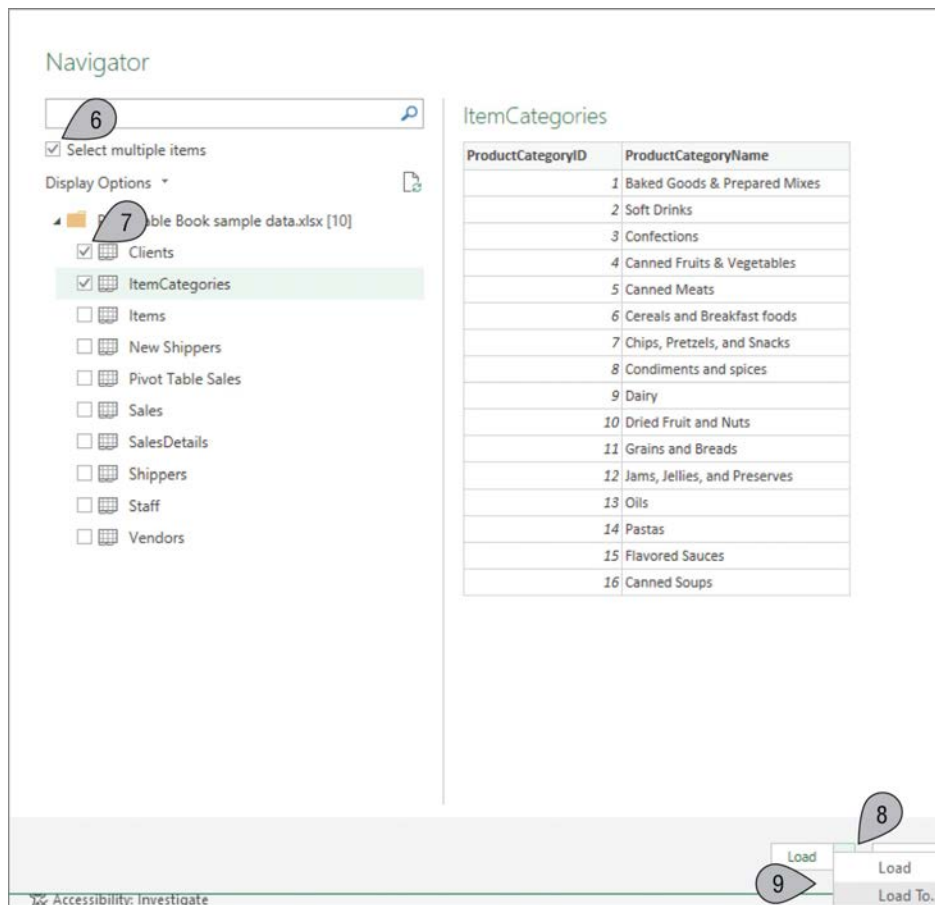 Navigator
6
Select multiple items
Display Options
7
able Book sample data.xlsx [10]
Clients
ItemCategories
Items
New Shippers
Pivot Table Sales
Sales
SalesDetails
Shippers
Staff
Vendors
ItemCategories
ProductCategoryID ProductCategoryName
1 Baked Goods & Prepared Mixes
2 Soft Drinks
3 Confections
4 Canned Fruits & Vegetables
5 Canned Meats
6 Cereals and Breakfast foods
7 Chips, Pretzels, and Snacks
8 Condiments and spices
9 Dairy
10 Dried Fruit and Nuts
11 Grains and Breads
12 Jams, Jellies, and Preserves
13 Oils
14 Pastas
15 Flavored Sauces
16 Canned Soups
8
Load
Load
9
Load To..
Accessibility: Investigate